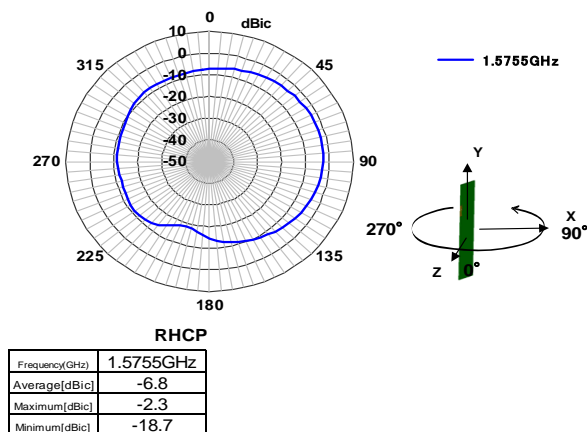 0
dBic
10
0
-10
-20
-30
-40
-50
315
45
270
90
225
135
180
1.5755GHz
Y
X
270°
90°
Z
0°
RHCP
Frequency(GHz) 1.5755GHz
Average[dBic] -6.8
Maximum[dBic] -2.3
Minimum[dBic] -18.7